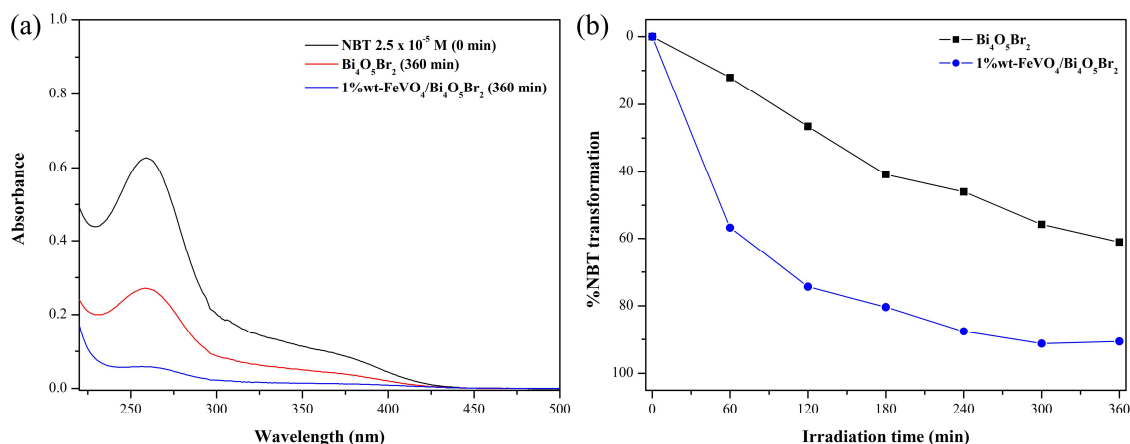 (a)
1.0
0.8
0.6
0.4
0.2
0.0
Absorbance
NBT 2.5 x 10⁻⁵ M (0 min)
Bi₄O₅Br₂ (360 min)
1%wt-FeVO₄/Bi₄O₅Br₂ (360 min)
250 300 350 400 450 500
Wavelength (nm)
(b)
0
20
40
60
80
100
%NBT transformation
Bi₄O₅Br₂
1%wt-FeVO₄/Bi₄O₅Br₂
0 60 120 180 240 300 360
Irradiation time (min)